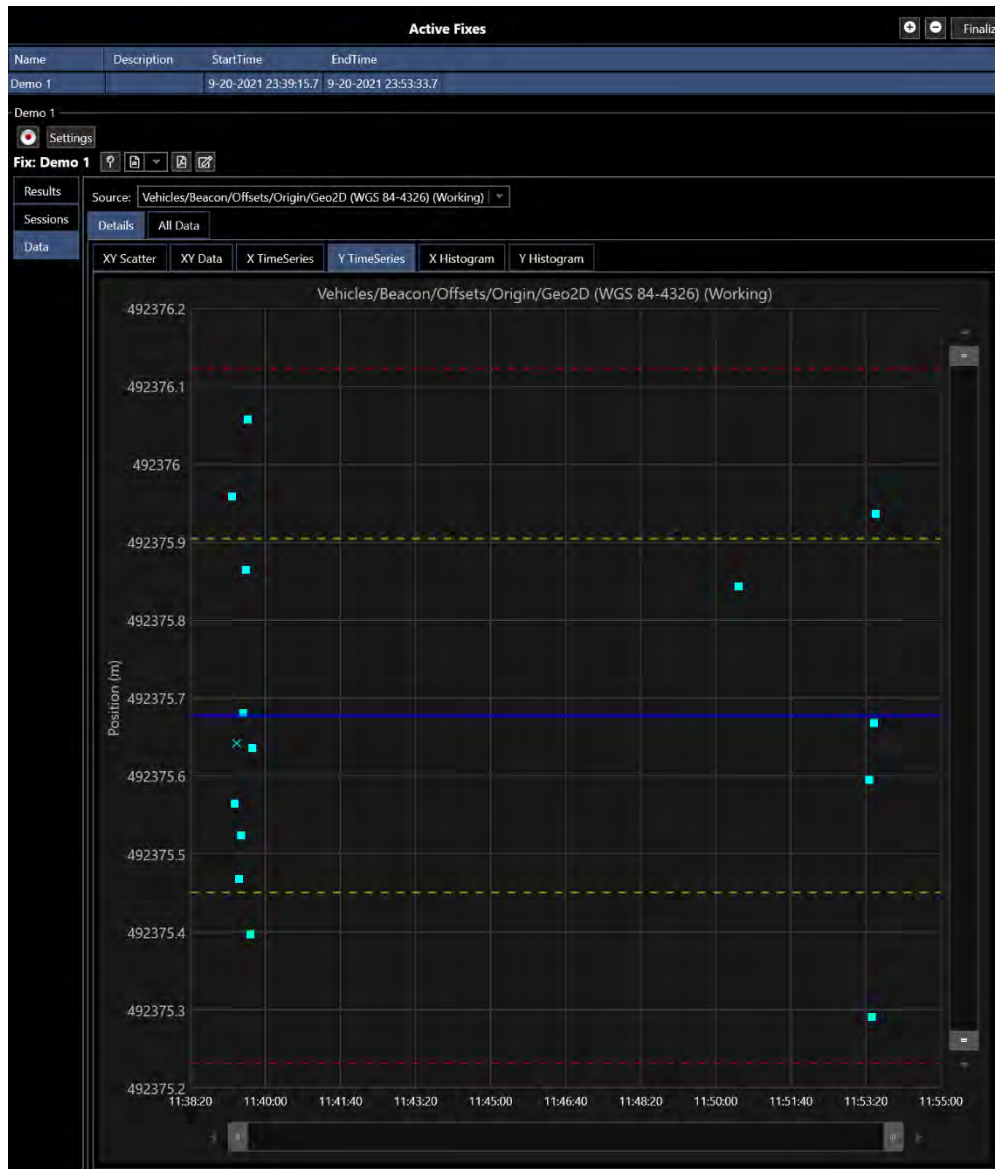 Active Fixes
Finaliz
Name Description StartTime EndTime
Demo 1 9-20-2021 23:39:15.7 9-20-2021 23:53:33.7
Demo 1
Settings
Fix: Demo 1
Results
Sessions
Data
Source: Vehicles/Beacon/Offsets/Origin/Geo2D (WGS 84-4326) (Working)
Details All Data
XY Scatter XY Data X TimeSeries Y TimeSeries X Histogram Y Histogram
Vehicles/Beacon/Offsets/Origin/Geo2D (WGS 84-4326) (Working)
492376.2
492376.1
492376
492375.9
492375.8
492375.7
492375.6
492375.5
492375.4
492375.3
492375.2
Position (m)
11:38:20 11:40:00 11:41:40 11:43:20 11:45:00 11:46:40 11:48:20 11:50:00 11:51:40 11:53:20 11:55:00